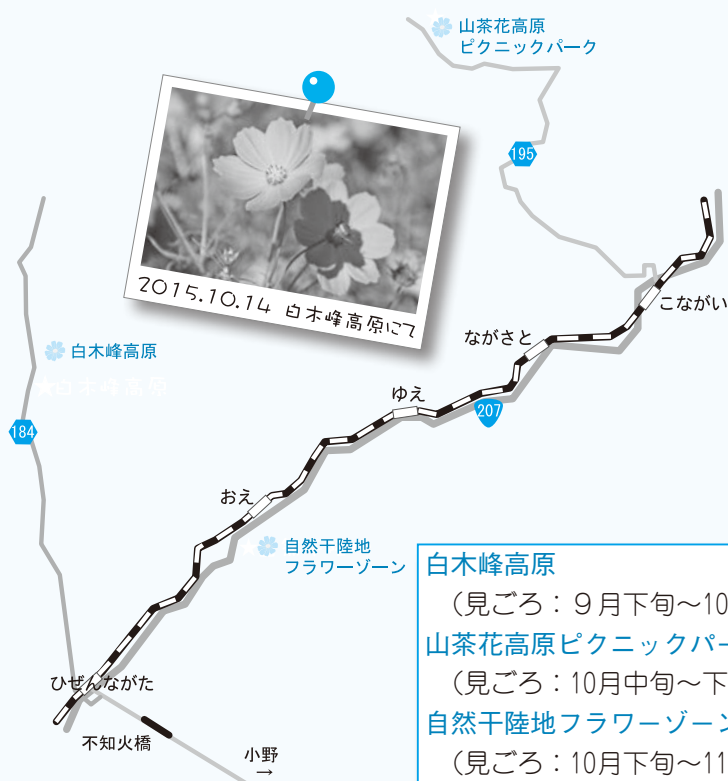 山茶花高原
ピクニックパーク
195
2015.10.14 白木峰高原にて
こながい
ながさと
白木峰高原
★白木峰高原
ゆえ
207
184
おえ
自然干陸地
フラワーゾーン
白木峰高原
（見ごろ：９月下旬～10
山茶花高原ピクニックパー
（見ごろ：10月中旬～下
自然干陸地フラワーゾーン
（見ごろ：10月下旬～11
ひぜんながた
不知火橋
小野
→